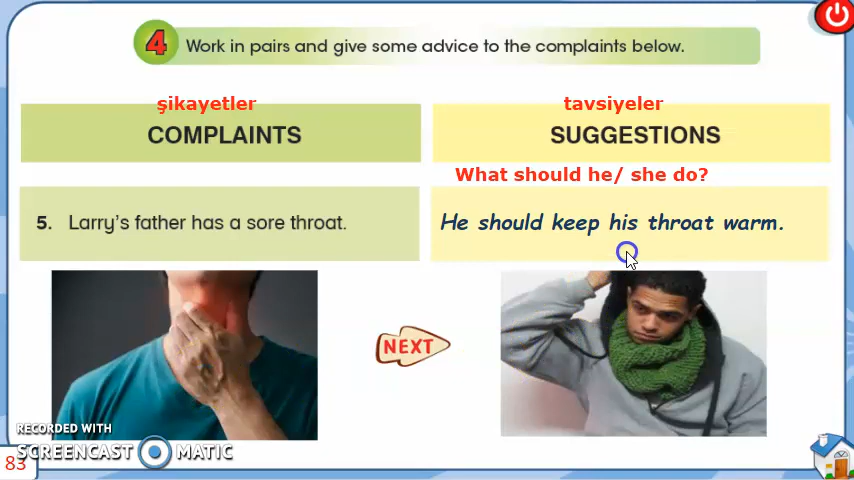 4 Work in pairs and give some advice to the complaints below.
şikayetler
COMPLAINTS
tavsiyeler
SUGGESTIONS
What should he/ she do?
5. Larry's father has a sore throat.
He should keep his throat warm.
NEXT
RECORDED WITH
SCREENCAST MATIC
83